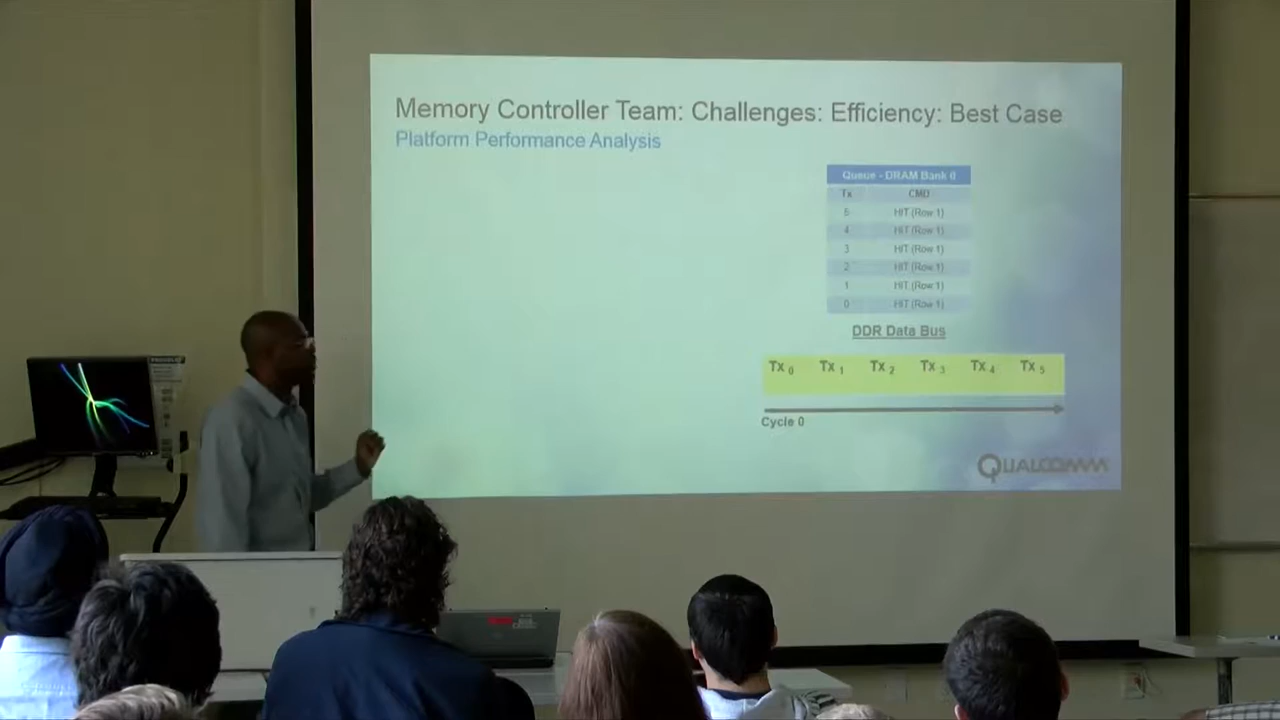 Memory Controller Team: Challenges: Efficiency: Best Case
Platform Performance Analysis
Queue - DRAM Bank 0
Tx CMD
5 HIT (Row 1)
4 HIT (Row 1)
3 HIT (Row 1)
2 HIT (Row 1)
1 HIT (Row 1)
0 HIT (Row 1)
DDR Data Bus
Tx 0 Tx 1 Tx 2 Tx 3 Tx 4 Tx 5
Cycle 0
QUALCOMM